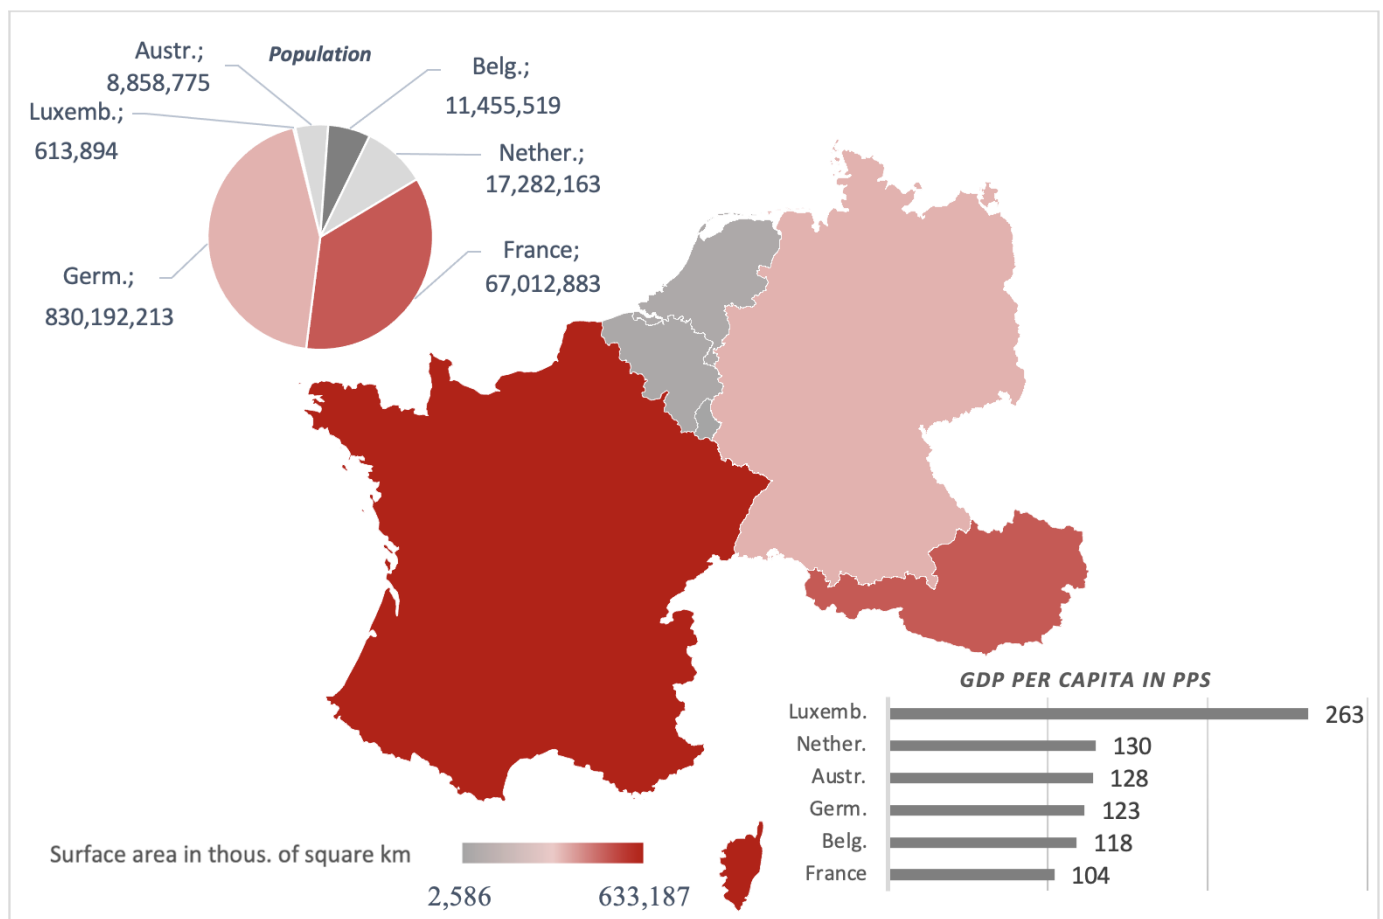 Population
Austr.;
8,858,775
Belg.;
11,455,519
Luxemb.;
613,894
Nether.;
17,282,163
France;
67,012,883
Germ.;
830,192,213
GDP PER CAPITA IN PPS
Luxemb. 263
Nether. 130
Austr. 128
Germ. 123
Belg. 118
France 104
Surface area in thous. of square km
2,586 633,187